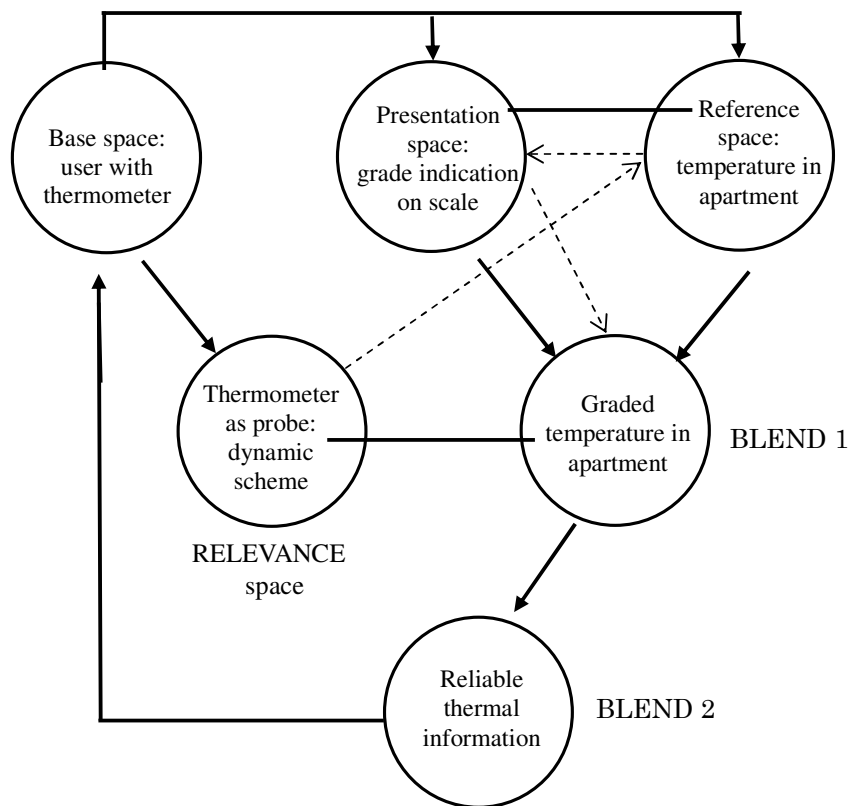 Base space:
user with
thermometer
Presentation
space:
grade indication
on scale
Reference
space:
temperature in
apartment
Thermometer
as probe:
dynamic
scheme
RELEVANCE
space
Graded
temperature in
apartment
BLEND 1
Reliable
thermal
information
BLEND 2